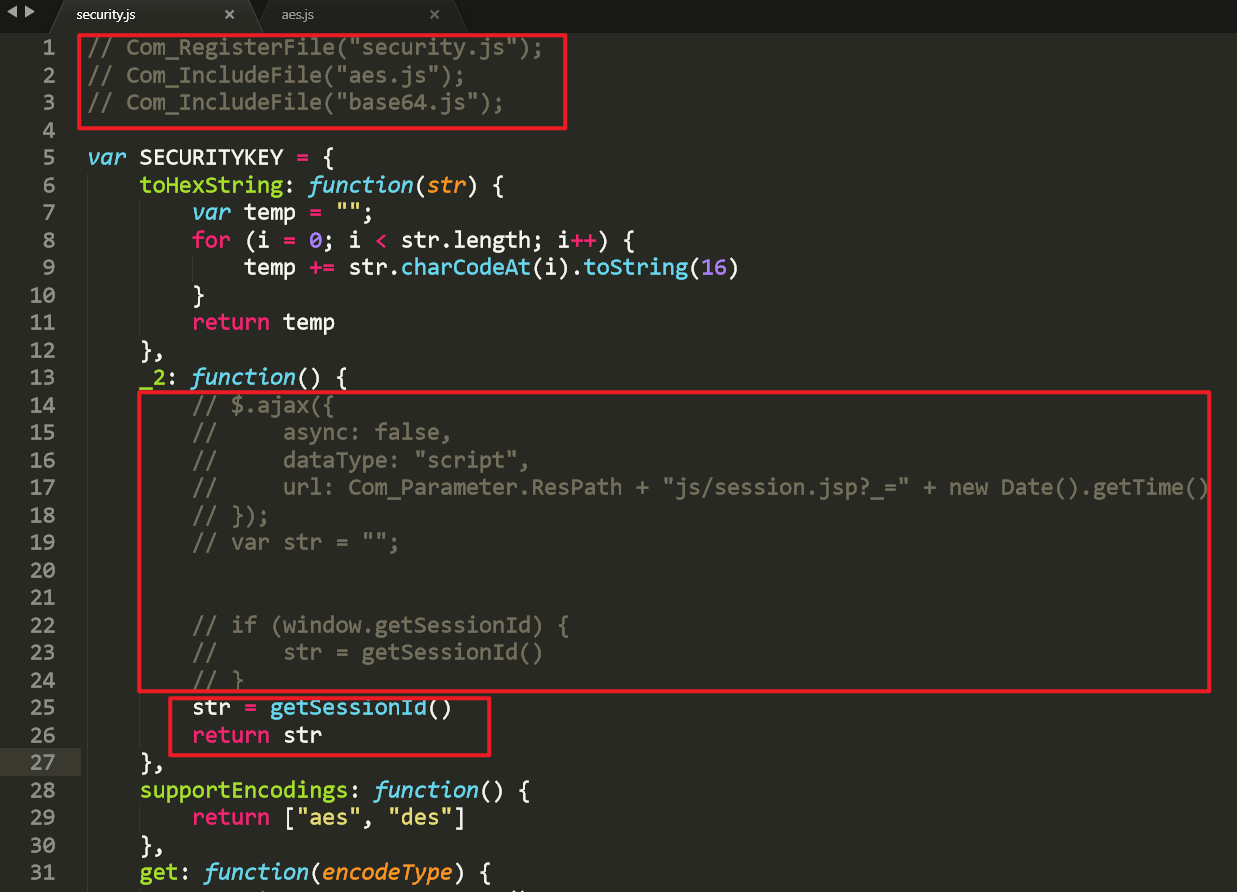 security.js × aes.js ×
1 // Com_RegisterFile("security.js");
2 // Com_IncludeFile("aes.js");
3 // Com_IncludeFile("base64.js");
4
5 var SECURITYKEY = {
6 toHexString: function(str) {
7 var temp = "";
8 for (i = 0; i < str.length; i++) {
9 temp += str.charCodeAt(i).toString(16)
10 }
11 return temp
12 },
13 _2: function() {
14 // $.ajax({
15 // async: false,
16 // dataType: "script",
17 // url: Com_Parameter.ResPath + "js/session.jsp?_=" + new Date().getTime()
18 // });
19 // var str = "";
20
21
22 // if (window.getSessionId) {
23 // str = getSessionId()
24 // }
25 str = getSessionId()
26 return str
27 },
28 supportEncodings: function() {
29 return ["aes", "des"]
30 },
31 get: function(encodeType) {